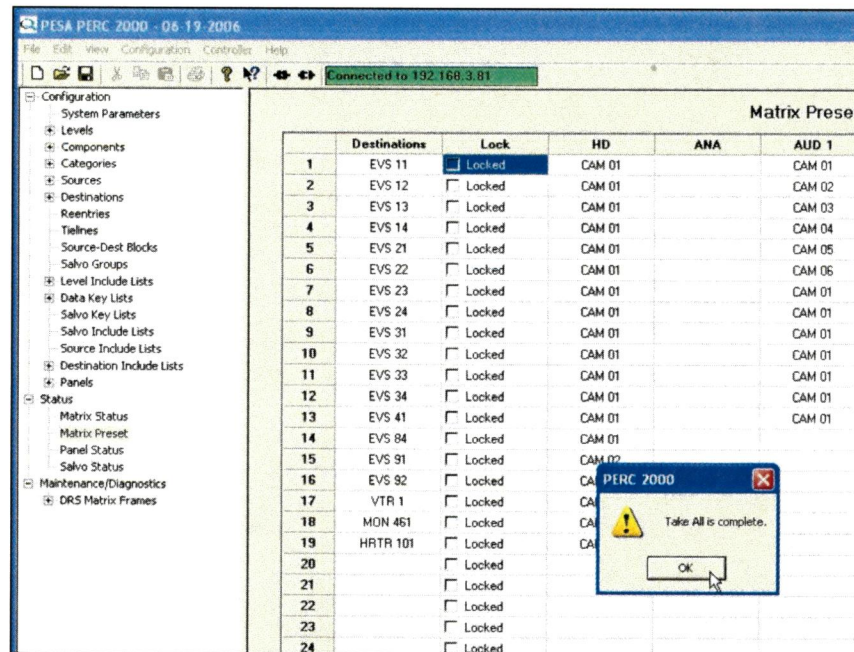 PESA PERC 2000 - 06-19-2006
File Edit View Configuration Controller Help
Connected to 192.168.3.81
Configuration
System Parameters
Levels
Components
Categories
Sources
Destinations
Reentries
Tielines
Source-Dest Blocks
Salvo Groups
Level Include Lists
Data Key Lists
Salvo Key Lists
Salvo Include Lists
Source Include Lists
Destination Include Lists
Panels
Status
Matrix Status
Matrix Preset
Panel Status
Salvo Status
Maintenance/Diagnostics
DRS Matrix Frames
Matrix Prese
Destinations Lock HD ANA AUD 1
1 EVS 11 Locked CAM 01 CAM 01
2 EVS 12 Locked CAM 01 CAM 02
3 EVS 13 Locked CAM 01 CAM 03
4 EVS 14 Locked CAM 01 CAM 04
5 EVS 21 Locked CAM 01 CAM 05
6 EVS 22 Locked CAM 01 CAM 06
7 EVS 23 Locked CAM 01 CAM 01
8 EVS 24 Locked CAM 01 CAM 01
9 EVS 31 Locked CAM 01 CAM 01
10 EVS 32 Locked CAM 01 CAM 01
11 EVS 33 Locked CAM 01 CAM 01
12 EVS 34 Locked CAM 01 CAM 01
13 EVS 41 Locked CAM 01 CAM 01
14 EVS 84 Locked CAM 01
15 EVS 91 Locked CAM 02
16 EVS 92 Locked CA
17 VTR 1 Locked CA
18 MON 461 Locked CA
19 HRTR 101 Locked CA
20 Locked
21 Locked
22 Locked
23 Locked
24 Locked
PERC 2000
Take All is complete.
OK